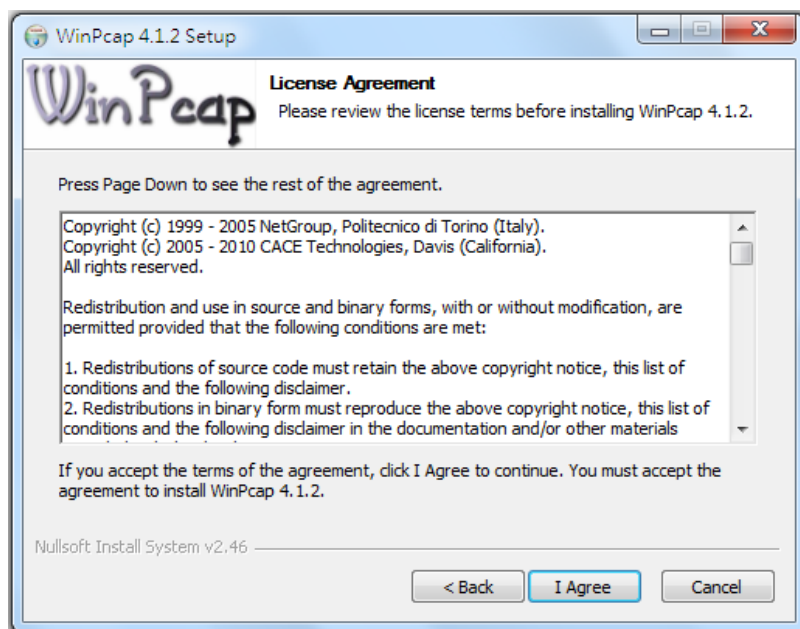 WinPcap 4.1.2 Setup
WinPcap
License Agreement
Please review the license terms before installing WinPcap 4.1.2.
Press Page Down to see the rest of the agreement.
Copyright (c) 1999 - 2005 NetGroup, Politecnico di Torino (Italy).
Copyright (c) 2005 - 2010 CACE Technologies, Davis (California).
All rights reserved.
Redistribution and use in source and binary forms, with or without modification, are
permitted provided that the following conditions are met:
1. Redistributions of source code must retain the above copyright notice, this list of
conditions and the following disclaimer.
2. Redistributions in binary form must reproduce the above copyright notice, this list of
conditions and the following disclaimer in the documentation and/or other materials
If you accept the terms of the agreement, click I Agree to continue. You must accept the
agreement to install WinPcap 4.1.2.
Nullsoft Install System v2.46
< Back
I Agree
Cancel